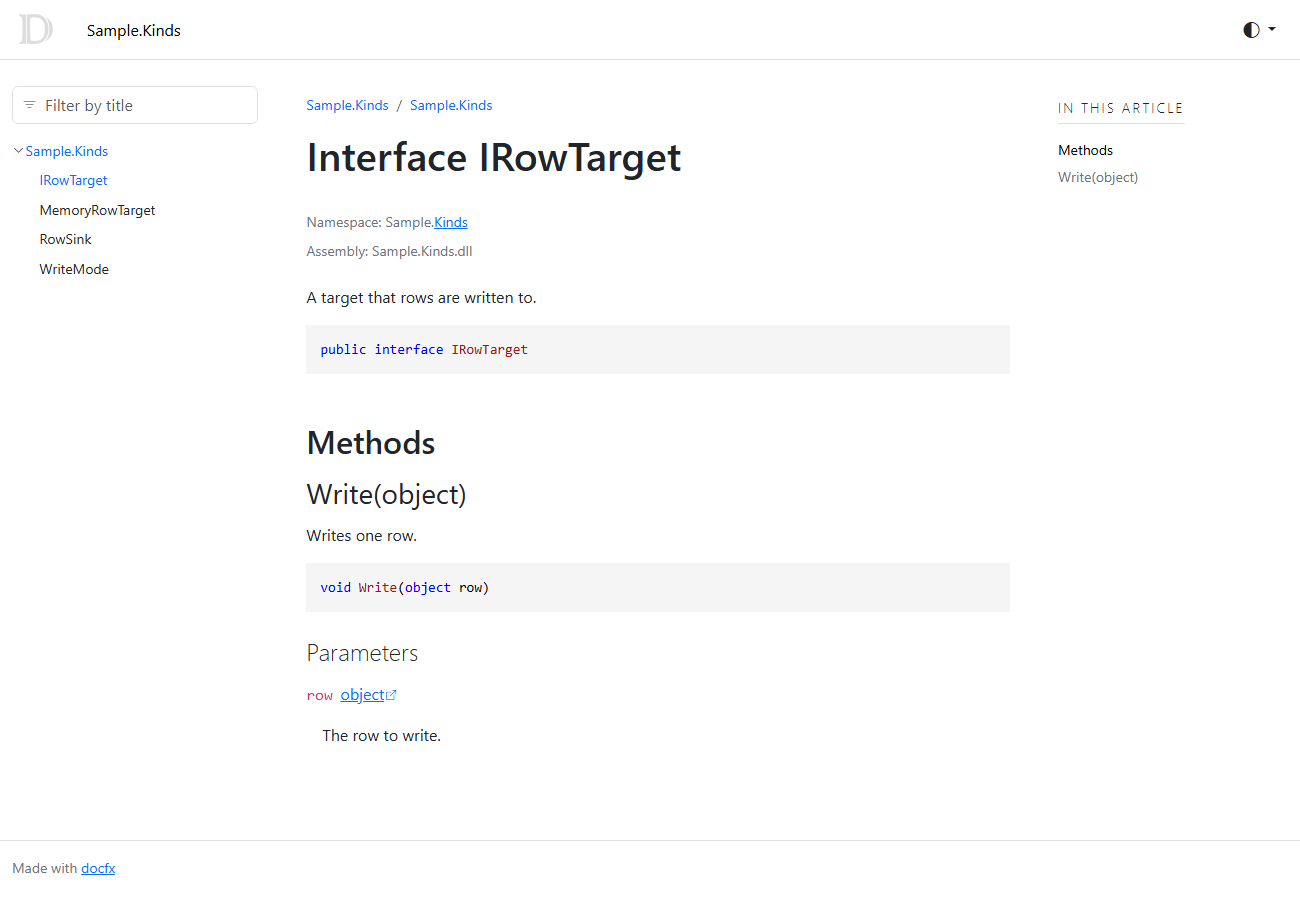 Sample.Kinds
Filter by title
Sample.Kinds
IRowTarget
MemoryRowTarget
RowSink
WriteMode
Sample.Kinds / Sample.Kinds
Interface IRowTarget
Namespace: Sample.Kinds
Assembly: Sample.Kinds.dll
A target that rows are written to.
public interface IRowTarget
Methods
Write(object)
Writes one row.
void Write(object row)
Parameters
row object
The row to write.
IN THIS ARTICLE
Methods
Write(object)
Made with docfx